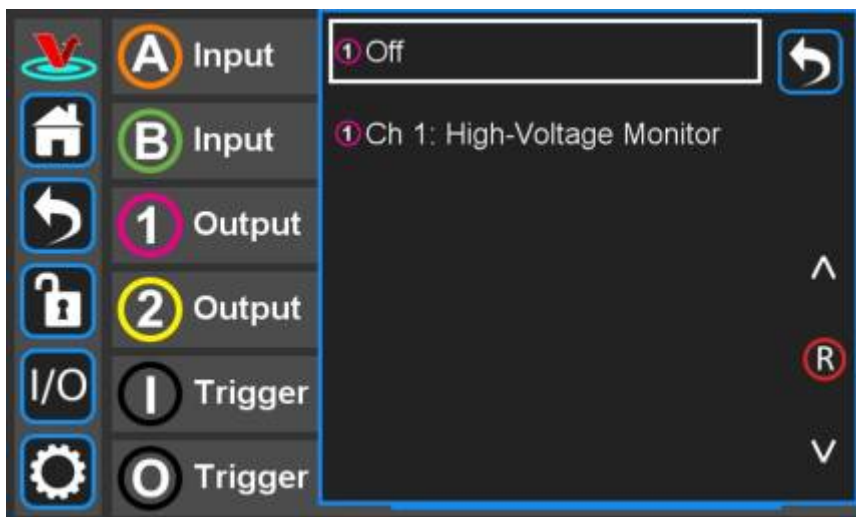 A Input
B Input
1 Output
2 Output
I/O
I Trigger
O Trigger
1 Off
1 Ch 1: High-Voltage Monitor
R